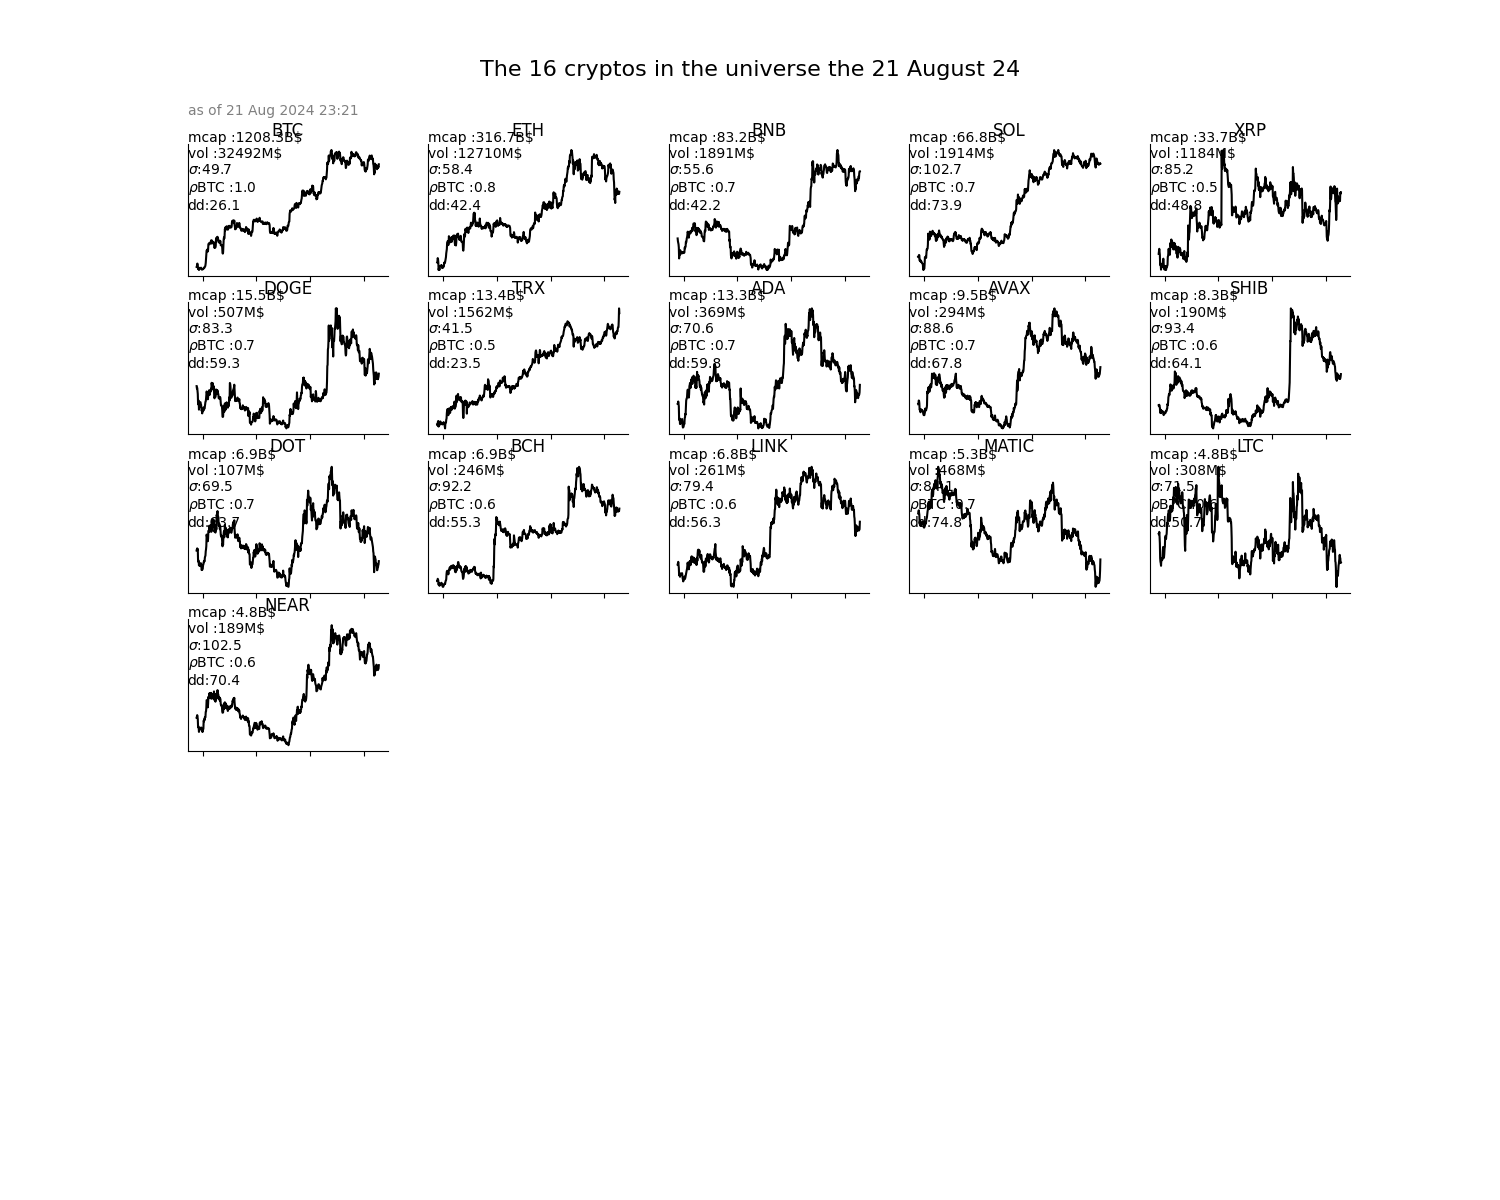 The 16 cryptos in the universe the 21 August 24
as of 21 Aug 2024 23:21
BTC
mcap :1208.3B$
vol :32492M$
σ:49.7
ρBTC :1.0
dd:26.1
ETH
mcap :316.7B$
vol :12710M$
σ:58.4
ρBTC :0.8
dd:42.4
BNB
mcap :83.2B$
vol :1891M$
σ:55.6
ρBTC :0.7
dd:42.2
SOL
mcap :66.8B$
vol :1914M$
σ:102.7
ρBTC :0.7
dd:73.9
XRP
mcap :33.7B$
vol :1184M$
σ:85.2
ρBTC :0.5
dd:48.8
DOGE
mcap :15.5B$
vol :507M$
σ:83.3
ρBTC :0.7
dd:59.3
TRX
mcap :13.4B$
vol :1562M$
σ:41.5
ρBTC :0.5
dd:23.5
ADA
mcap :13.3B$
vol :369M$
σ:70.6
ρBTC :0.7
dd:59.8
AVAX
mcap :9.5B$
vol :294M$
σ:88.6
ρBTC :0.7
dd:67.8
SHIB
mcap :8.3B$
vol :190M$
σ:93.4
ρBTC :0.6
dd:64.1
DOT
mcap :6.9B$
vol :107M$
σ:69.5
ρBTC :0.7
BCH
mcap :6.9B$
vol :246M$
σ:92.2
ρBTC :0.6
dd:55.3
LINK
mcap :6.8B$
vol :261M$
σ:79.4
ρBTC :0.6
dd:56.3
MATIC
mcap :5.3B$
vol :468M$
ρBTC :0.7
dd:74.8
LTC
mcap :4.8B$
vol :308M$
σ:71.5
dd:50.7
NEAR
mcap :4.8B$
vol :189M$
σ:102.5
ρBTC :0.6
dd:70.4